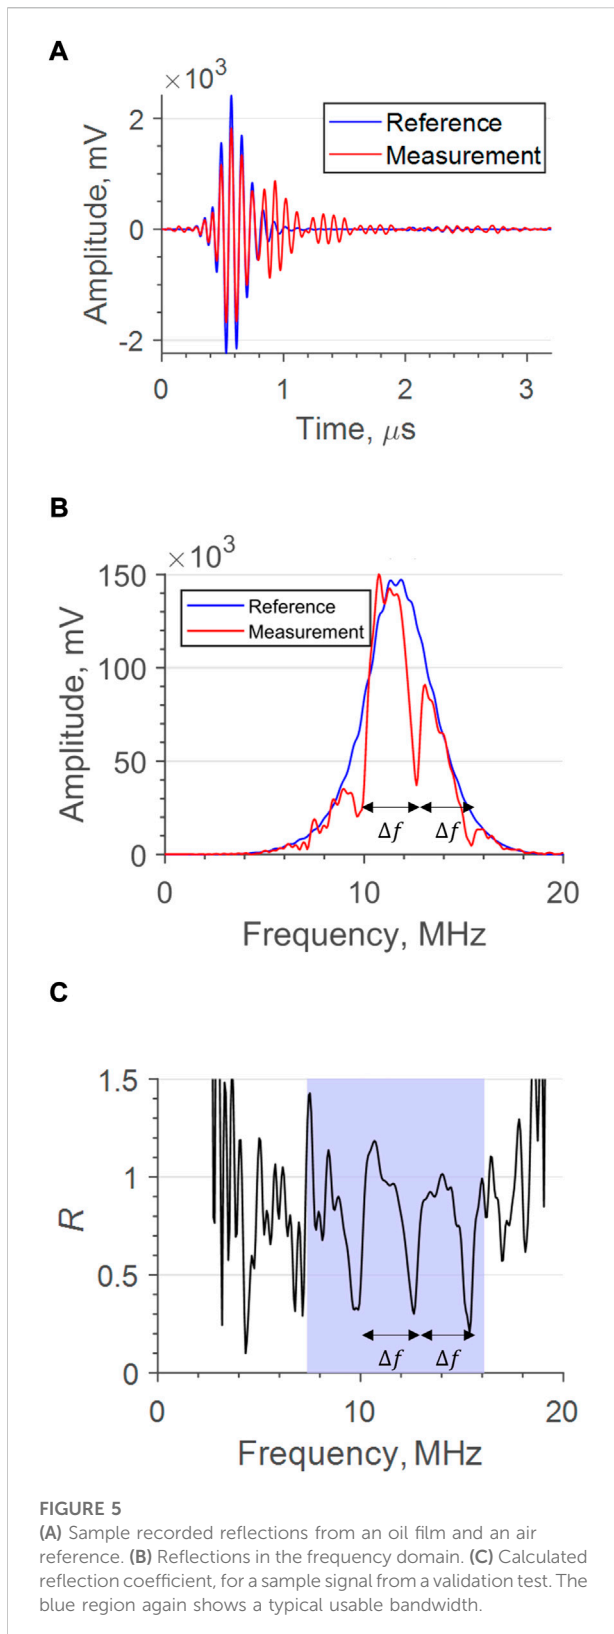 A
×10³
2
0
-2
Amplitude, mV
Reference
Measurement
0 1 2 3
Time, μs
B
×10³
150
100
50
0
Amplitude, mV
Reference
Measurement
Δf Δf
0 10 20
Frequency, MHz
C
1.5
1
0.5
0
R
Δf Δf
0 10 20
Frequency, MHz
FIGURE 5
(A) Sample recorded reflections from an oil film and an air
reference. (B) Reflections in the frequency domain. (C) Calculated
reflection coefficient, for a sample signal from a validation test. The
blue region again shows a typical usable bandwidth.